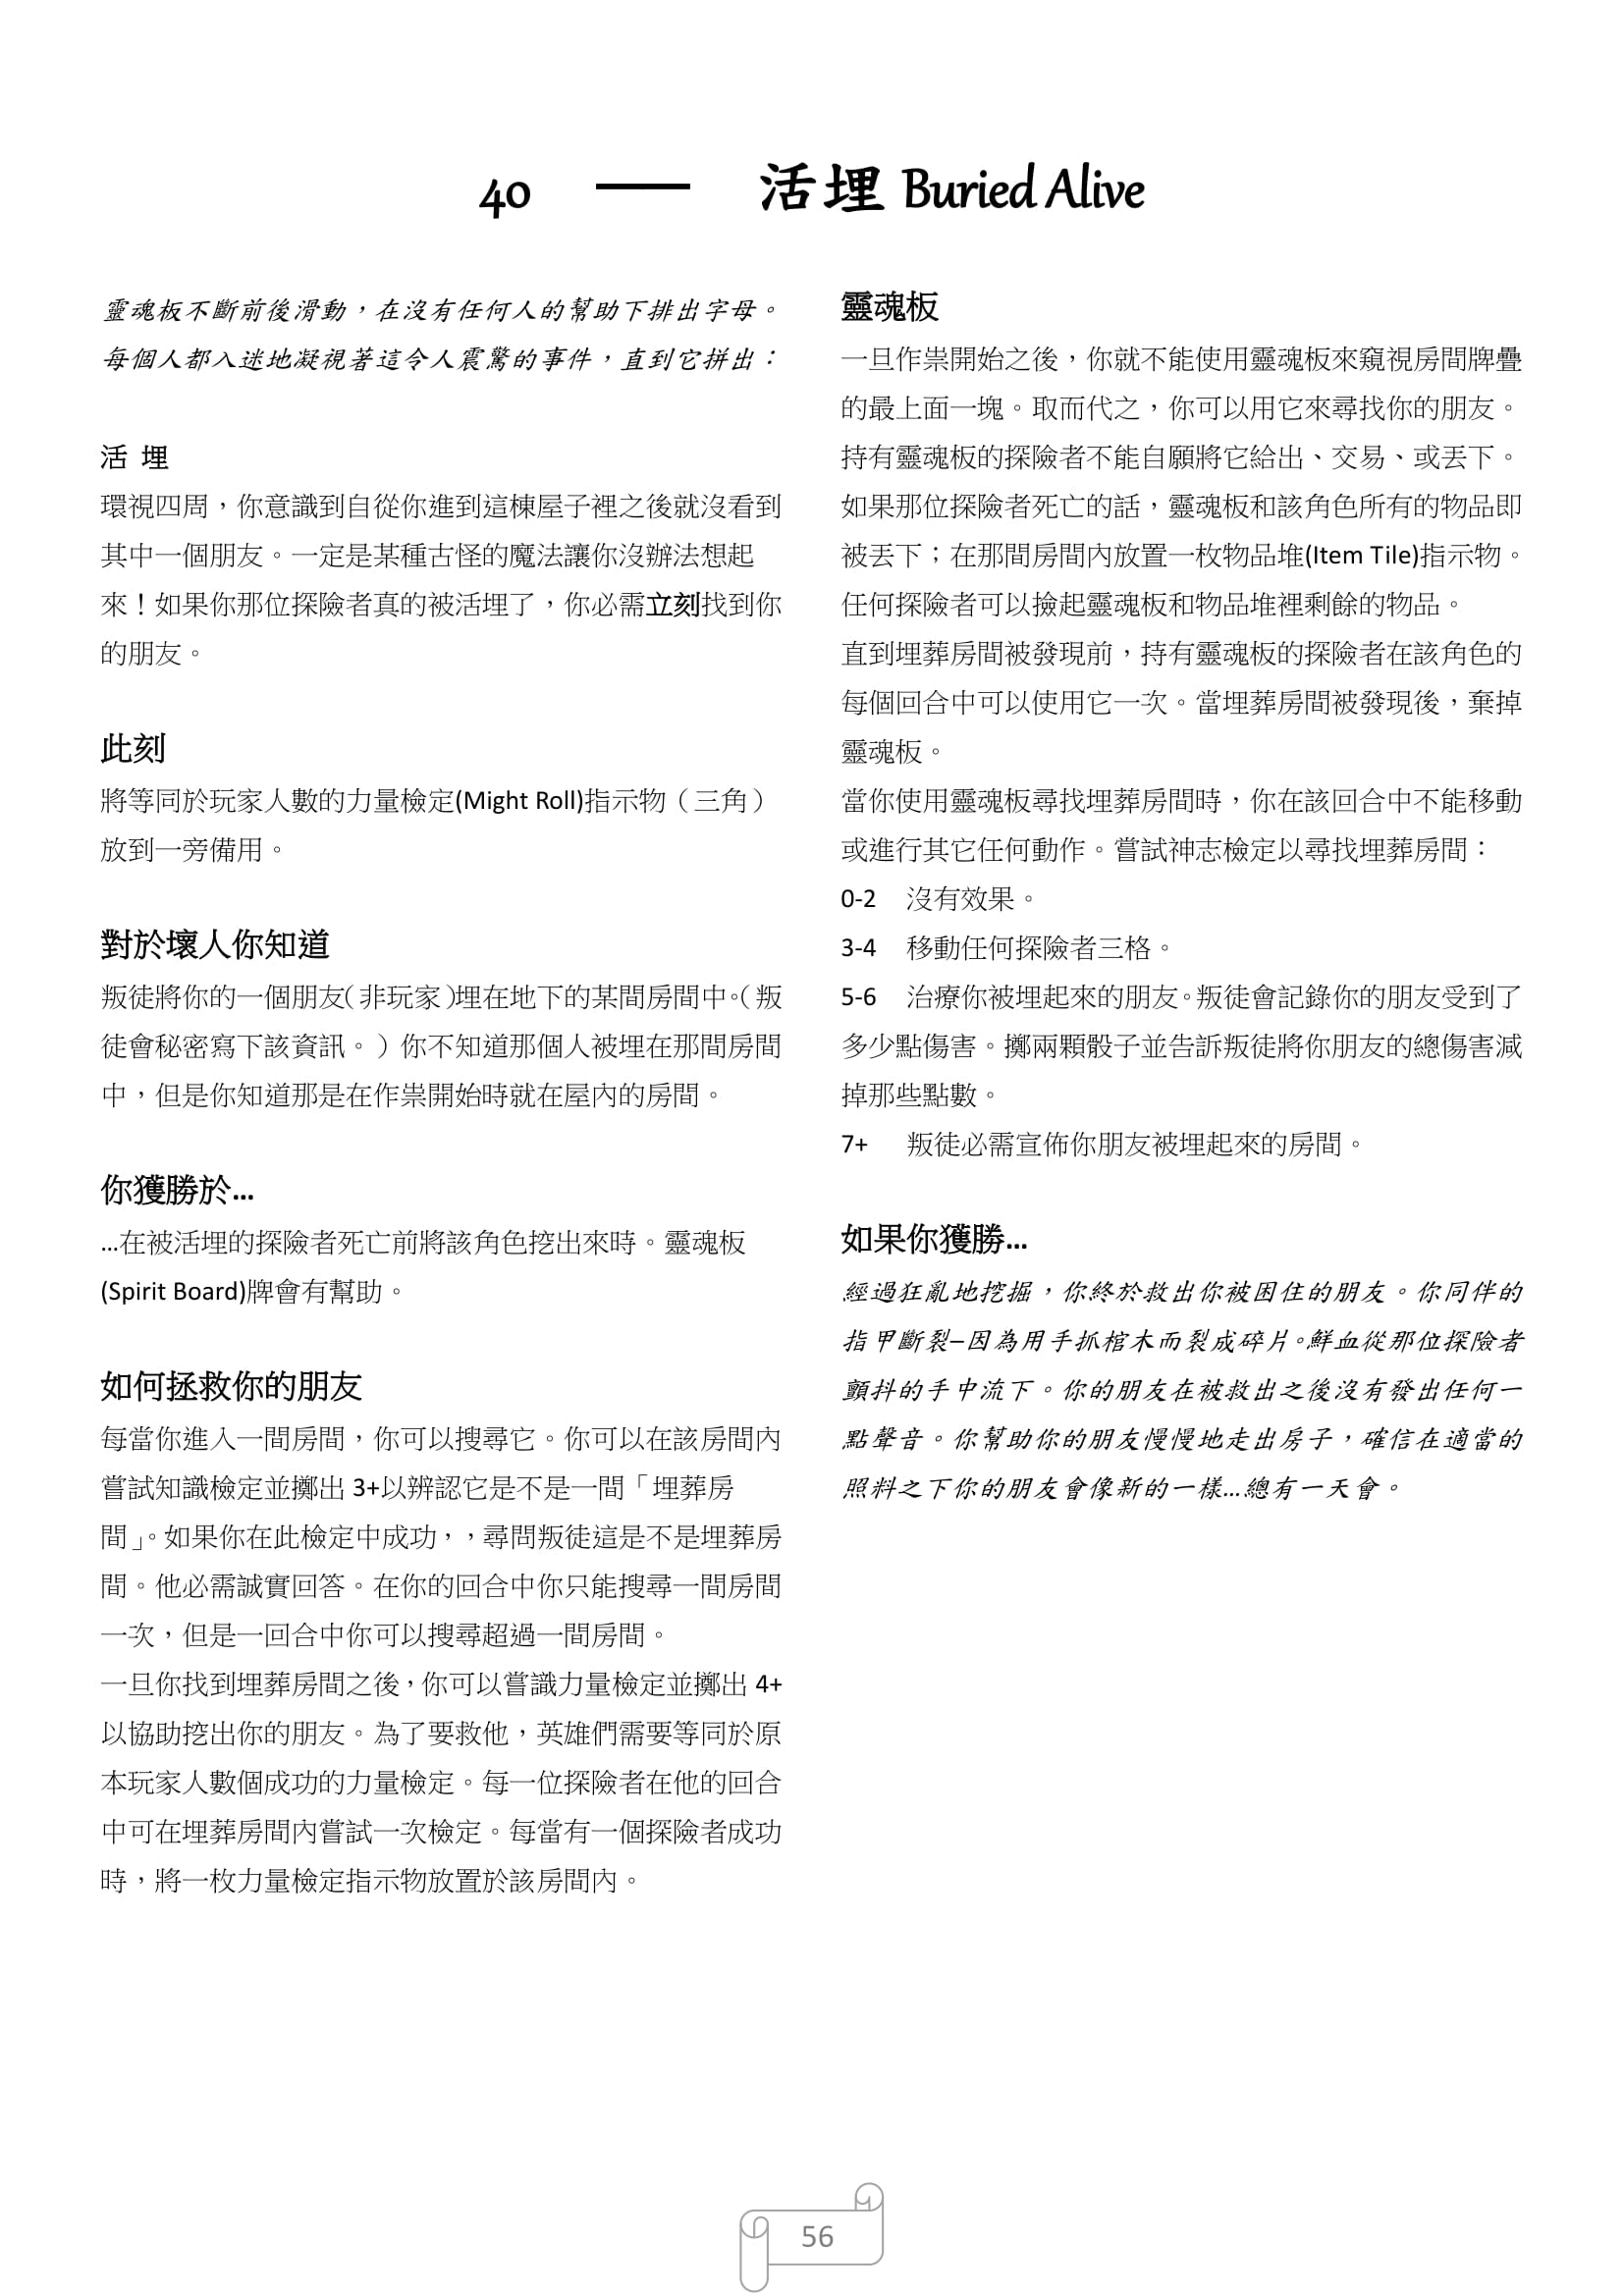 40 — 活埋 Buried Alive
靈魂板不斷前後滑動，在沒有任何人的幫助下排出字母。
每個人都入迷地凝視著這令人震驚的事件，直到它拼出：
活 埋
環視四周，你意識到自從你進到這棟屋子裡之後就沒看到
其中一個朋友。一定是某種古怪的魔法讓你沒辦法想起
來！如果你那位探險者真的被活埋了，你必需立刻找到你
的朋友。
此刻
將等同於玩家人數的力量檢定(Might Roll)指示物（三角）
放到一旁備用。
對於壞人你知道
叛徒將你的一個朋友（非玩家）埋在地下的某間房間中。（叛
徒會秘密寫下該資訊。）你不知道那個人被埋在那間房間
中，但是你知道那是在作祟開始時就在屋內的房間。
你獲勝於...
...在被活埋的探險者死亡前將該角色挖出來時。靈魂板
(Spirit Board)牌會有幫助。
如何拯救你的朋友
每當你進入一間房間，你可以搜尋它。你可以在該房間內
嘗試知識檢定並擲出 3+以辨認它是不是一間「埋葬房
間」。如果你在此檢定中成功，，尋問叛徒這是不是埋葬房
間。他必需誠實回答。在你的回合中你只能搜尋一間房間
一次，但是一回合中你可以搜尋超過一間房間。
一旦你找到埋葬房間之後，你可以嘗識力量檢定並擲出 4+
以協助挖出你的朋友。為了要救他，英雄們需要等同於原
本玩家人數個成功的力量檢定。每一位探險者在他的回合
中可在埋葬房間內嘗試一次檢定。每當有一個探險者成功
時，將一枚力量檢定指示物放置於該房間內。
靈魂板
一旦作祟開始之後，你就不能使用靈魂板來窺視房間牌疊
的最上面一塊。取而代之，你可以用它來尋找你的朋友。
持有靈魂板的探險者不能自願將它給出、交易、或丟下。
如果那位探險者死亡的話，靈魂板和該角色所有的物品即
被丟下；在那間房間內放置一枚物品堆(Item Tile)指示物。
任何探險者可以撿起靈魂板和物品堆裡剩餘的物品。
直到埋葬房間被發現前，持有靈魂板的探險者在該角色的
每個回合中可以使用它一次。當埋葬房間被發現後，棄掉
靈魂板。
當你使用靈魂板尋找埋葬房間時，你在該回合中不能移動
或進行其它任何動作。嘗試神志檢定以尋找埋葬房間：
0-2 沒有效果。
3-4 移動任何探險者三格。
5-6 治療你被埋起來的朋友。叛徒會記錄你的朋友受到了
多少點傷害。擲兩顆骰子並告訴叛徒將你朋友的總傷害減
掉那些點數。
7+ 叛徒必需宣佈你朋友被埋起來的房間。
如果你獲勝...
經過狂亂地挖掘，你終於救出你被困住的朋友。你同伴的
指甲斷裂–因為用手抓棺木而裂成碎片。鮮血從那位探險者
顫抖的手中流下。你的朋友在被救出之後沒有發出任何一
點聲音。你幫助你的朋友慢慢地走出房子，確信在適當的
照料之下你的朋友會像新的一樣...總有一天會。
56